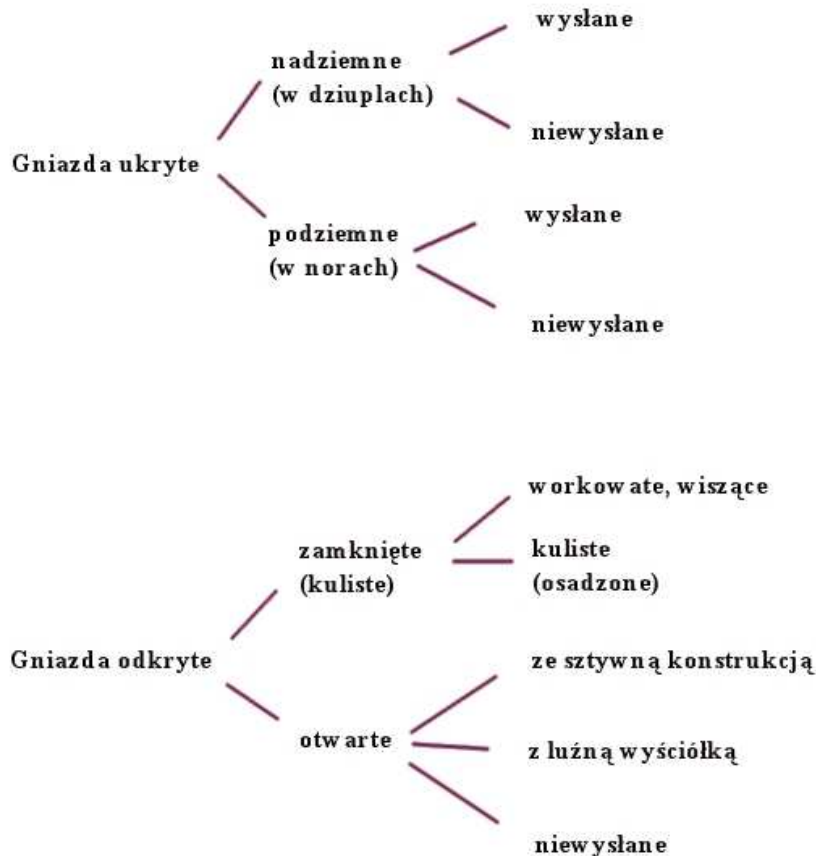 wysłane
nadziemne
(w dziuplach)
niewysłane
Gniazda ukryte
wysłane
podziemne
(w norach)
niewysłane
workowate, wiszące
zamknięte
(kuliste)
kuliste
(osadzone)
Gniazda odkryte
ze sztywną konstrukcją
otwarte
z luźną wyściółką
niewysłane